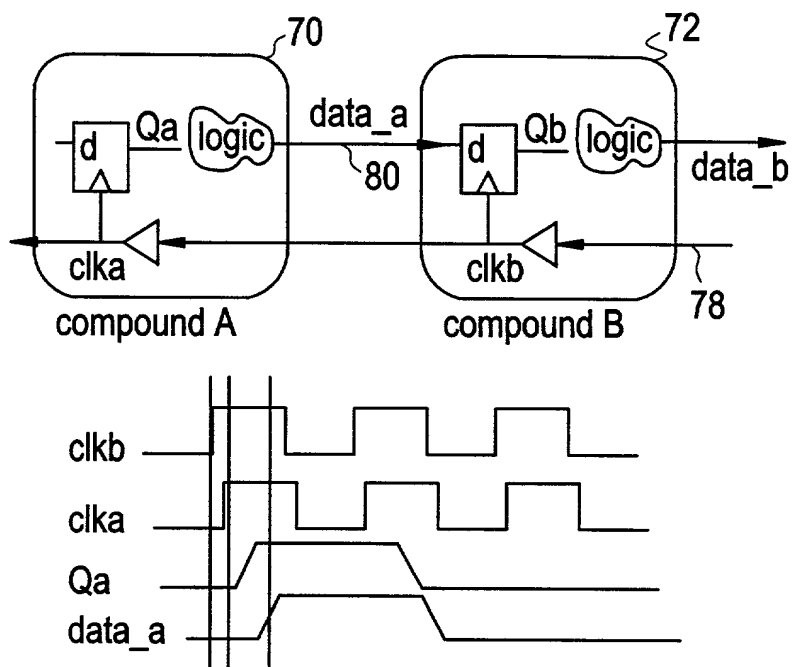 70
72
d
Qa
logic
data_a
80
d
Qb
logic
data_b
clka
clkb
78
compound A
compound B
clkb
clka
Qa
data_a